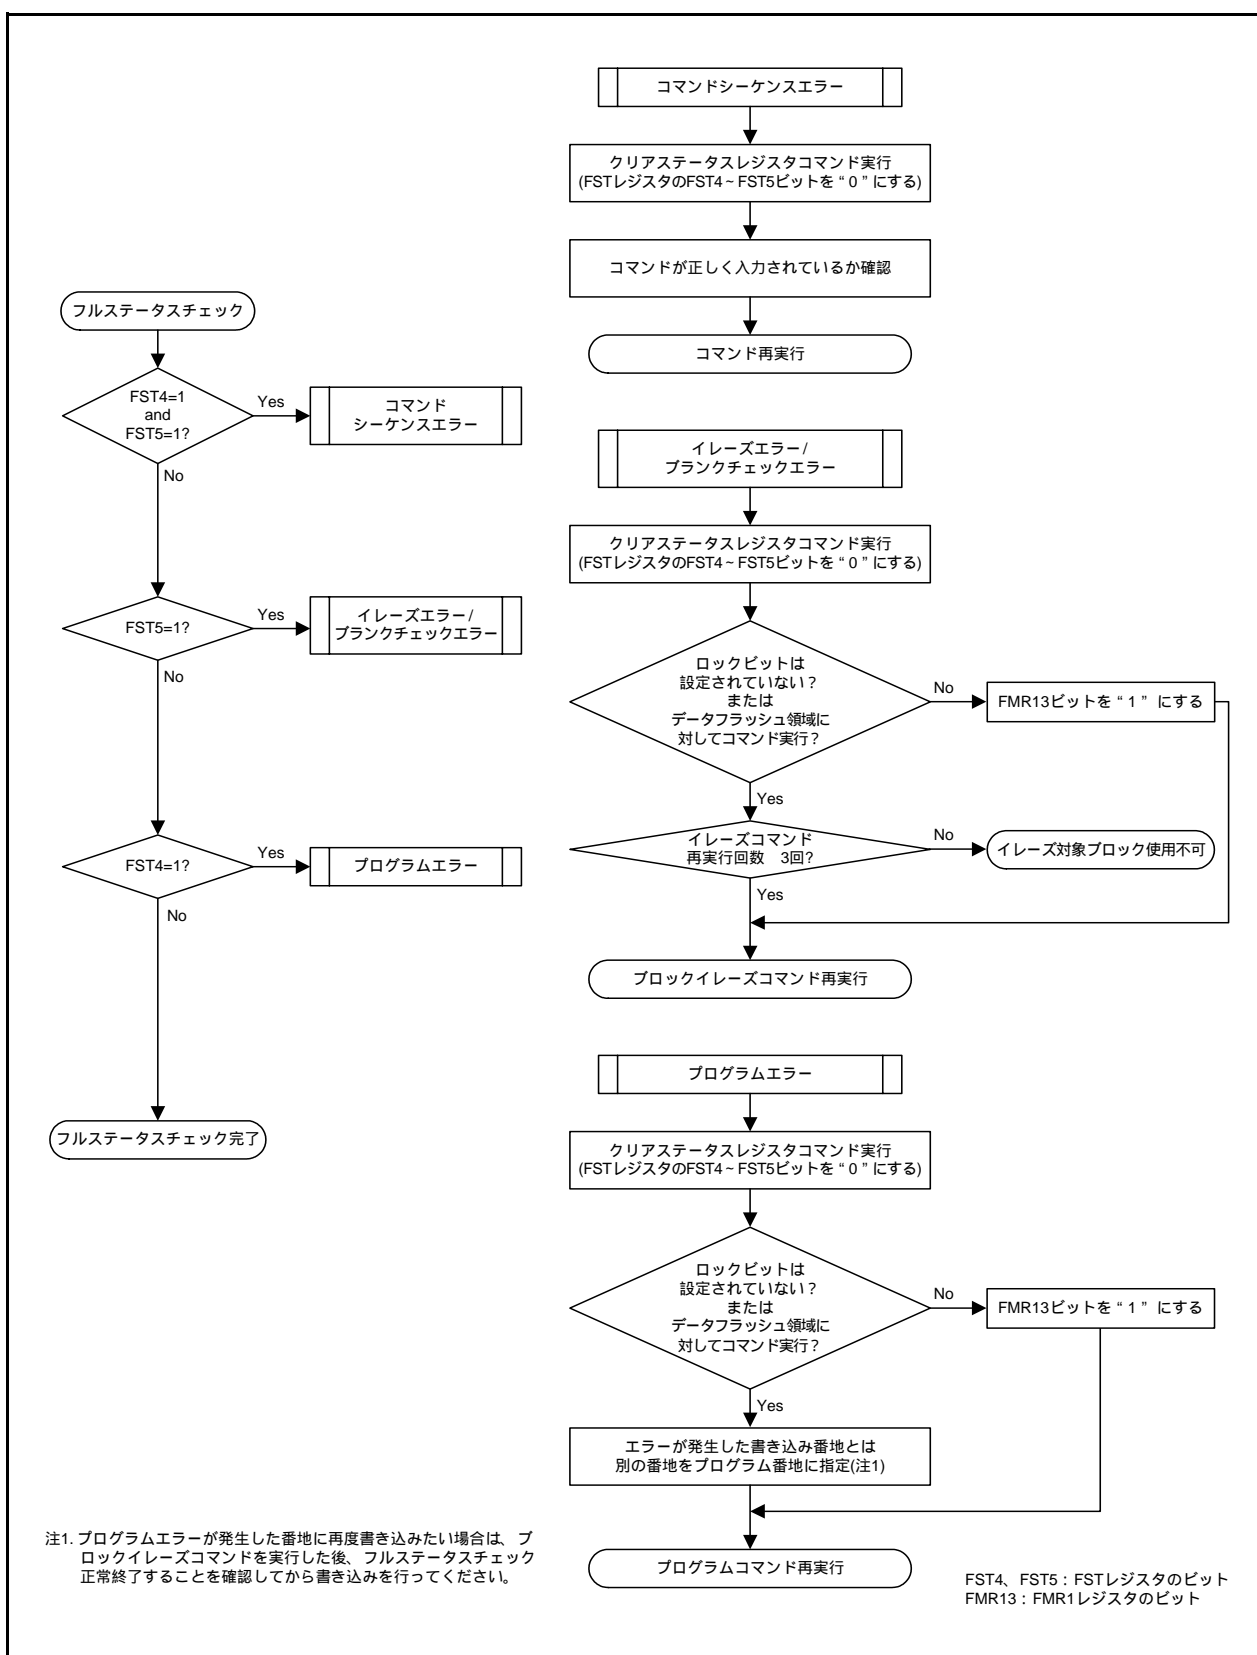 フルステータスチェック
FST4=1
and
FST5=1?
Yes
コマンド
シーケンスエラー
No
FST5=1?
Yes
イレーズエラー/
ブランクチェックエラー
No
FST4=1?
Yes
プログラムエラー
No
フルステータスチェック完了
コマンドシーケンスエラー
クリアステータスレジスタコマンド実行
(FSTレジスタのFST4~FST5ビットを“0”にする)
コマンドが正しく入力されているか確認
コマンド再実行
イレーズエラー/
ブランクチェックエラー
クリアステータスレジスタコマンド実行
(FSTレジスタのFST4~FST5ビットを“0”にする)
ロックビットは
設定されていない?
または
データフラッシュ領域に
対してコマンド実行?
No
FMR13ビットを“1”にする
Yes
イレーズコマンド
再実行回数 3回?
No
イレーズ対象ブロック使用不可
Yes
ブロックイレーズコマンド再実行
プログラムエラー
クリアステータスレジスタコマンド実行
(FSTレジスタのFST4~FST5ビットを“0”にする)
ロックビットは
設定されていない?
または
データフラッシュ領域に
対してコマンド実行?
No
FMR13ビットを“1”にする
Yes
エラーが発生した書き込み番地とは
別の番地をプログラム番地に指定(注1)
プログラムコマンド再実行
注1. プログラムエラーが発生した番地に再度書き込みたい場合は、ブ
ロックイレーズコマンドを実行した後、フルステータスチェック
正常終了することを確認してから書き込みを行ってください。
FST4、FST5:FSTレジスタのビット
FMR13:FMR1レジスタのビット